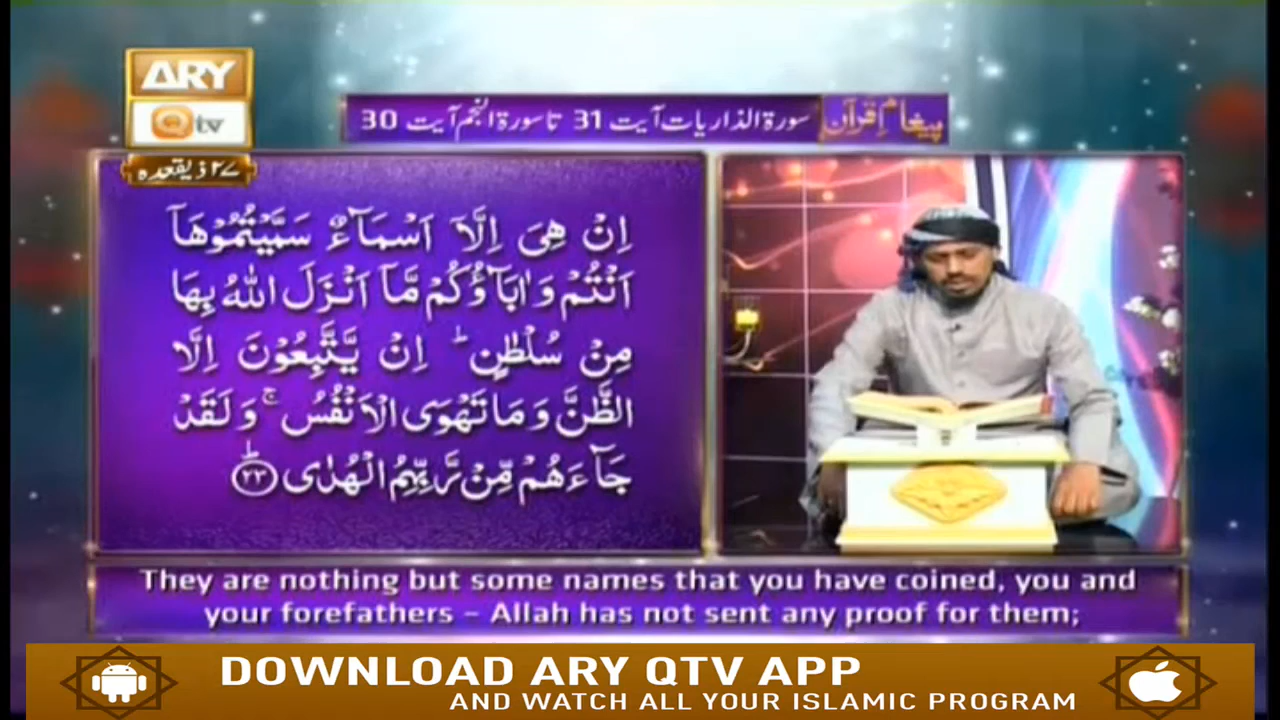 ARY
Qtv
۲۷ ذیقعدہ
پیغام قرآن
سورۃ الذاریات آیت 31 تا سورۃ النجم آیت 30
اِنْ هِىَ اِلَّاۤ اَسْمَآءٌ سَمَّيْتُمُوْهَاۤ
اَنْتُمْ وَاٰبَآؤُكُمْ مَّاۤ اَنْزَلَ اللّٰهُ بِهَا
مِنْ سُلْطٰنٍؕ اِنْ يَّتَّبِعُوْنَ اِلَّا
الظَّنَّ وَمَا تَهْوَى الْاَنْفُسُۚ وَلَقَدْ
جَآءَهُمْ مِّنْ رَّبِّهِمُ الْهُدٰىؕ ۲۳
They are nothing but some names that you have coined, you and
your forefathers – Allah has not sent any proof for them;
DOWNLOAD ARY QTV APP
AND WATCH ALL YOUR ISLAMIC PROGRAM